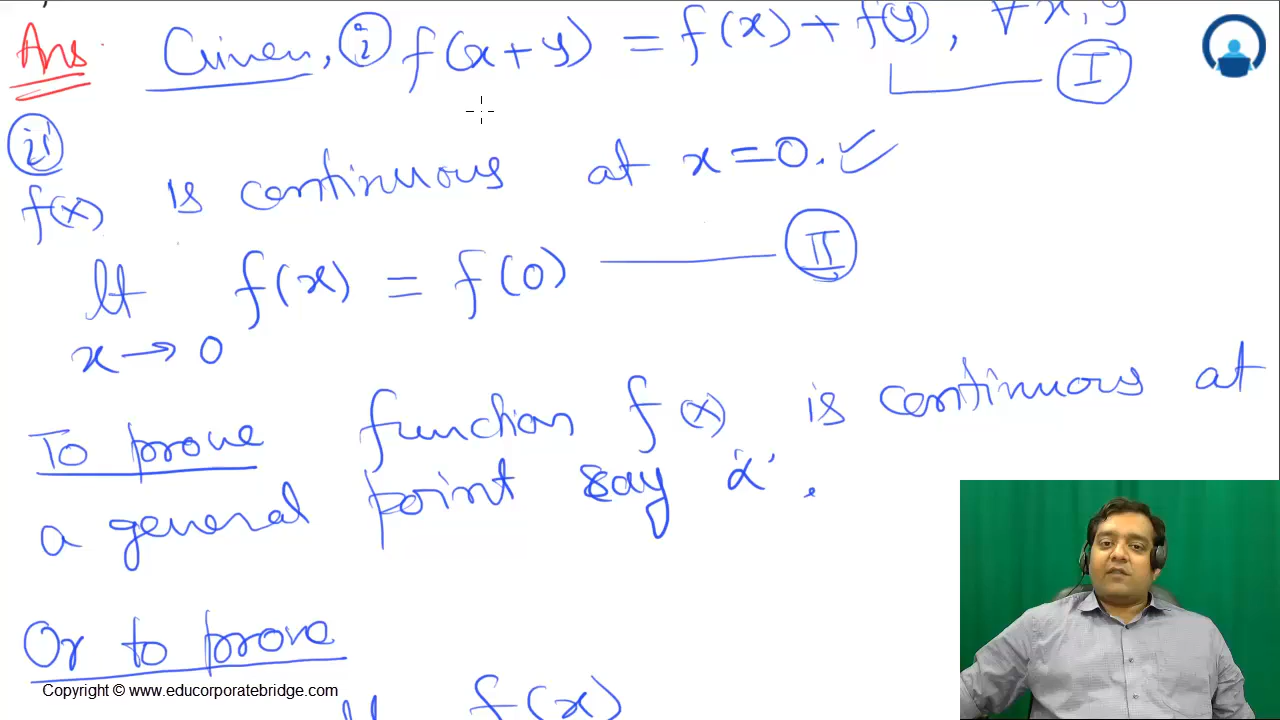 Ans. Given, (i) f(x+y) = f(x) + f(y), ∀ x, y
I
(ii)
f(x) is continuous at x=0. ✓
lt f(x) = f(0) II
x → 0
To prove function f(x) is continuous at
a general point say 'α'.
Or to prove
Copyright © www.educorporatebridge.com
lt f(x)